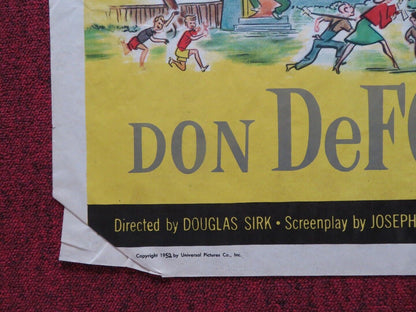 DON DeFO
Directed by DOUGLAS SIRK • Screenplay by JOSEPH
Copyright 1952 by Universal Pictures Co., Inc.